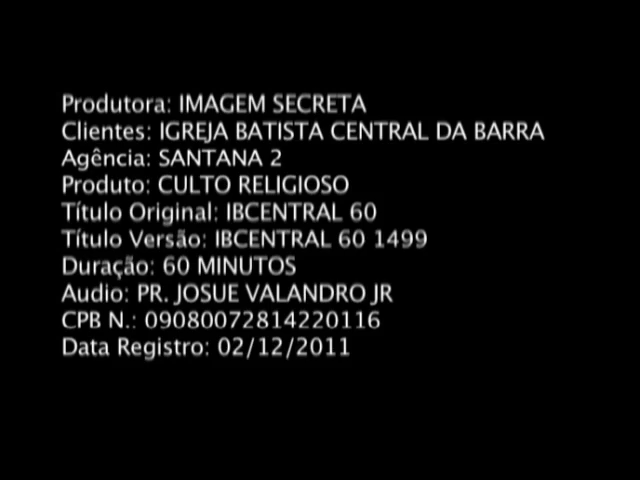 Produtora: IMAGEM SECRETA
Clientes: IGREJA BATISTA CENTRAL DA BARRA
Agência: SANTANA 2
Produto: CULTO RELIGIOSO
Título Original: IBCENTRAL 60
Título Versão: IBCENTRAL 60 1499
Duração: 60 MINUTOS
Audio: PR. JOSUE VALANDRO JR
CPB N.: 09080072814220116
Data Registro: 02/12/2011